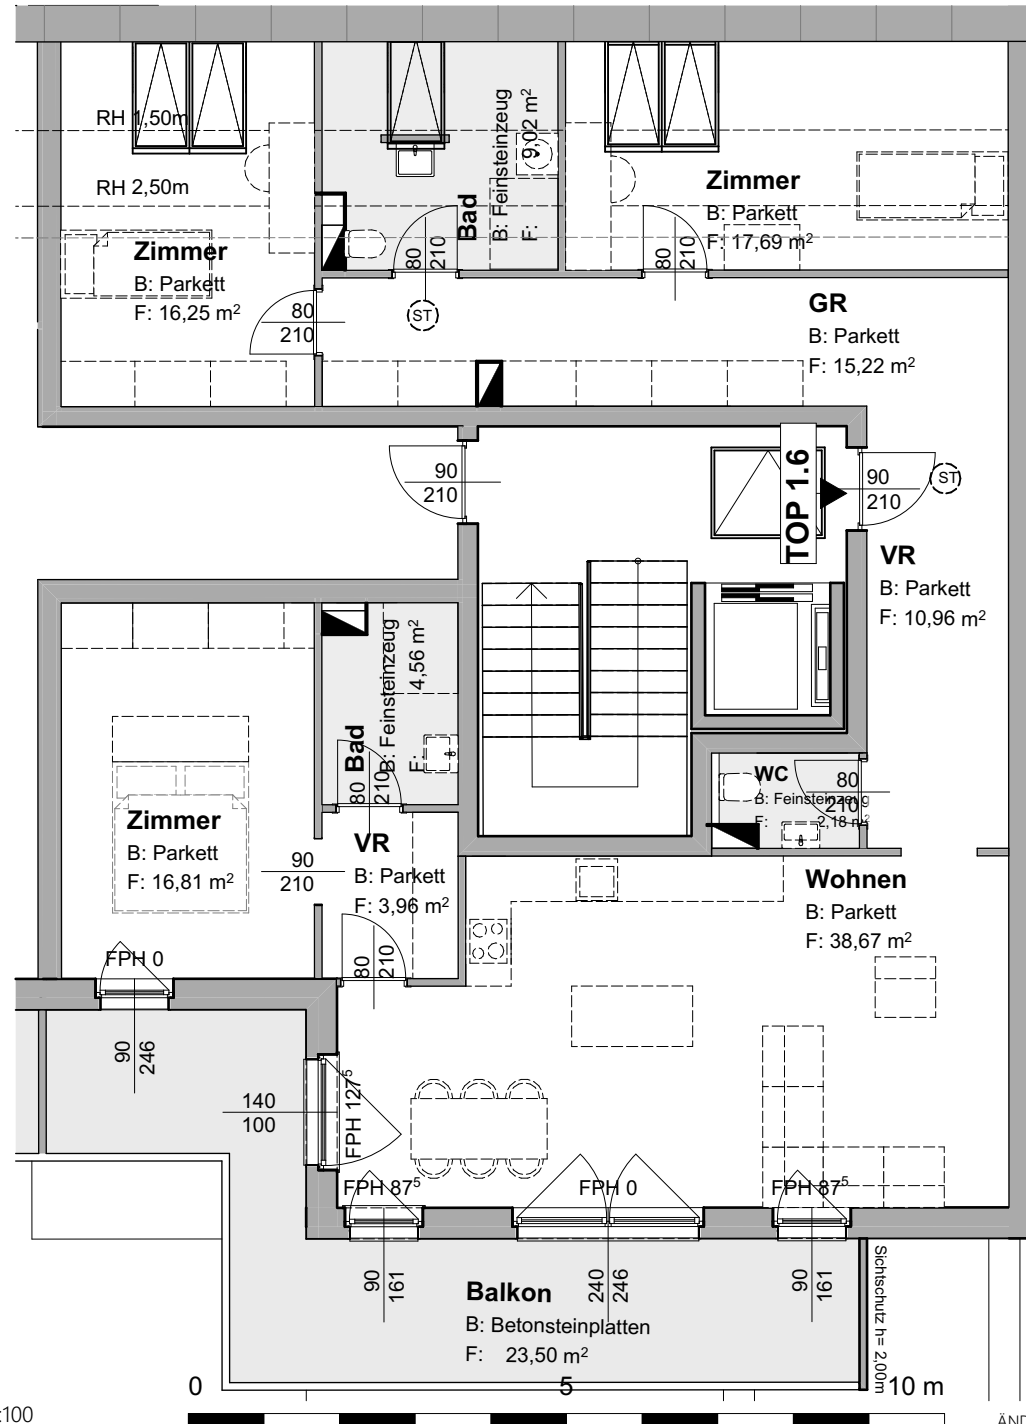 RH 1,50m
RH 2,50m
Zimmer
B: Parkett
F: 16,25 m²
80
210
Bad
B: Feinsteinzeug
F: 9,02 m²
80
210
ST
Zimmer
B: Parkett
F: 17,69 m²
80
210
GR
B: Parkett
F: 15,22 m²
90
210
TOP 1.6
90
210
ST
VR
B: Parkett
F: 10,96 m²
Bad
B: Feinsteinzeug
F: 4,56 m²
80
210
WC
B: Feinsteinzeug
F: 2,18 m²
80
210
Zimmer
B: Parkett
F: 16,81 m²
90
210
VR
B: Parkett
F: 3,96 m²
80
210
Wohnen
B: Parkett
F: 38,67 m²
FPH 0
90
246
140
100
FPH 127⁵
FPH 87⁵
FPH 0
FPH 87⁵
90
161
240
246
90
161
Balkon
B: Betonsteinplatten
F: 23,50 m²
Sichtschutz h= 2,00m
0
5
10 m
:100
ÄND